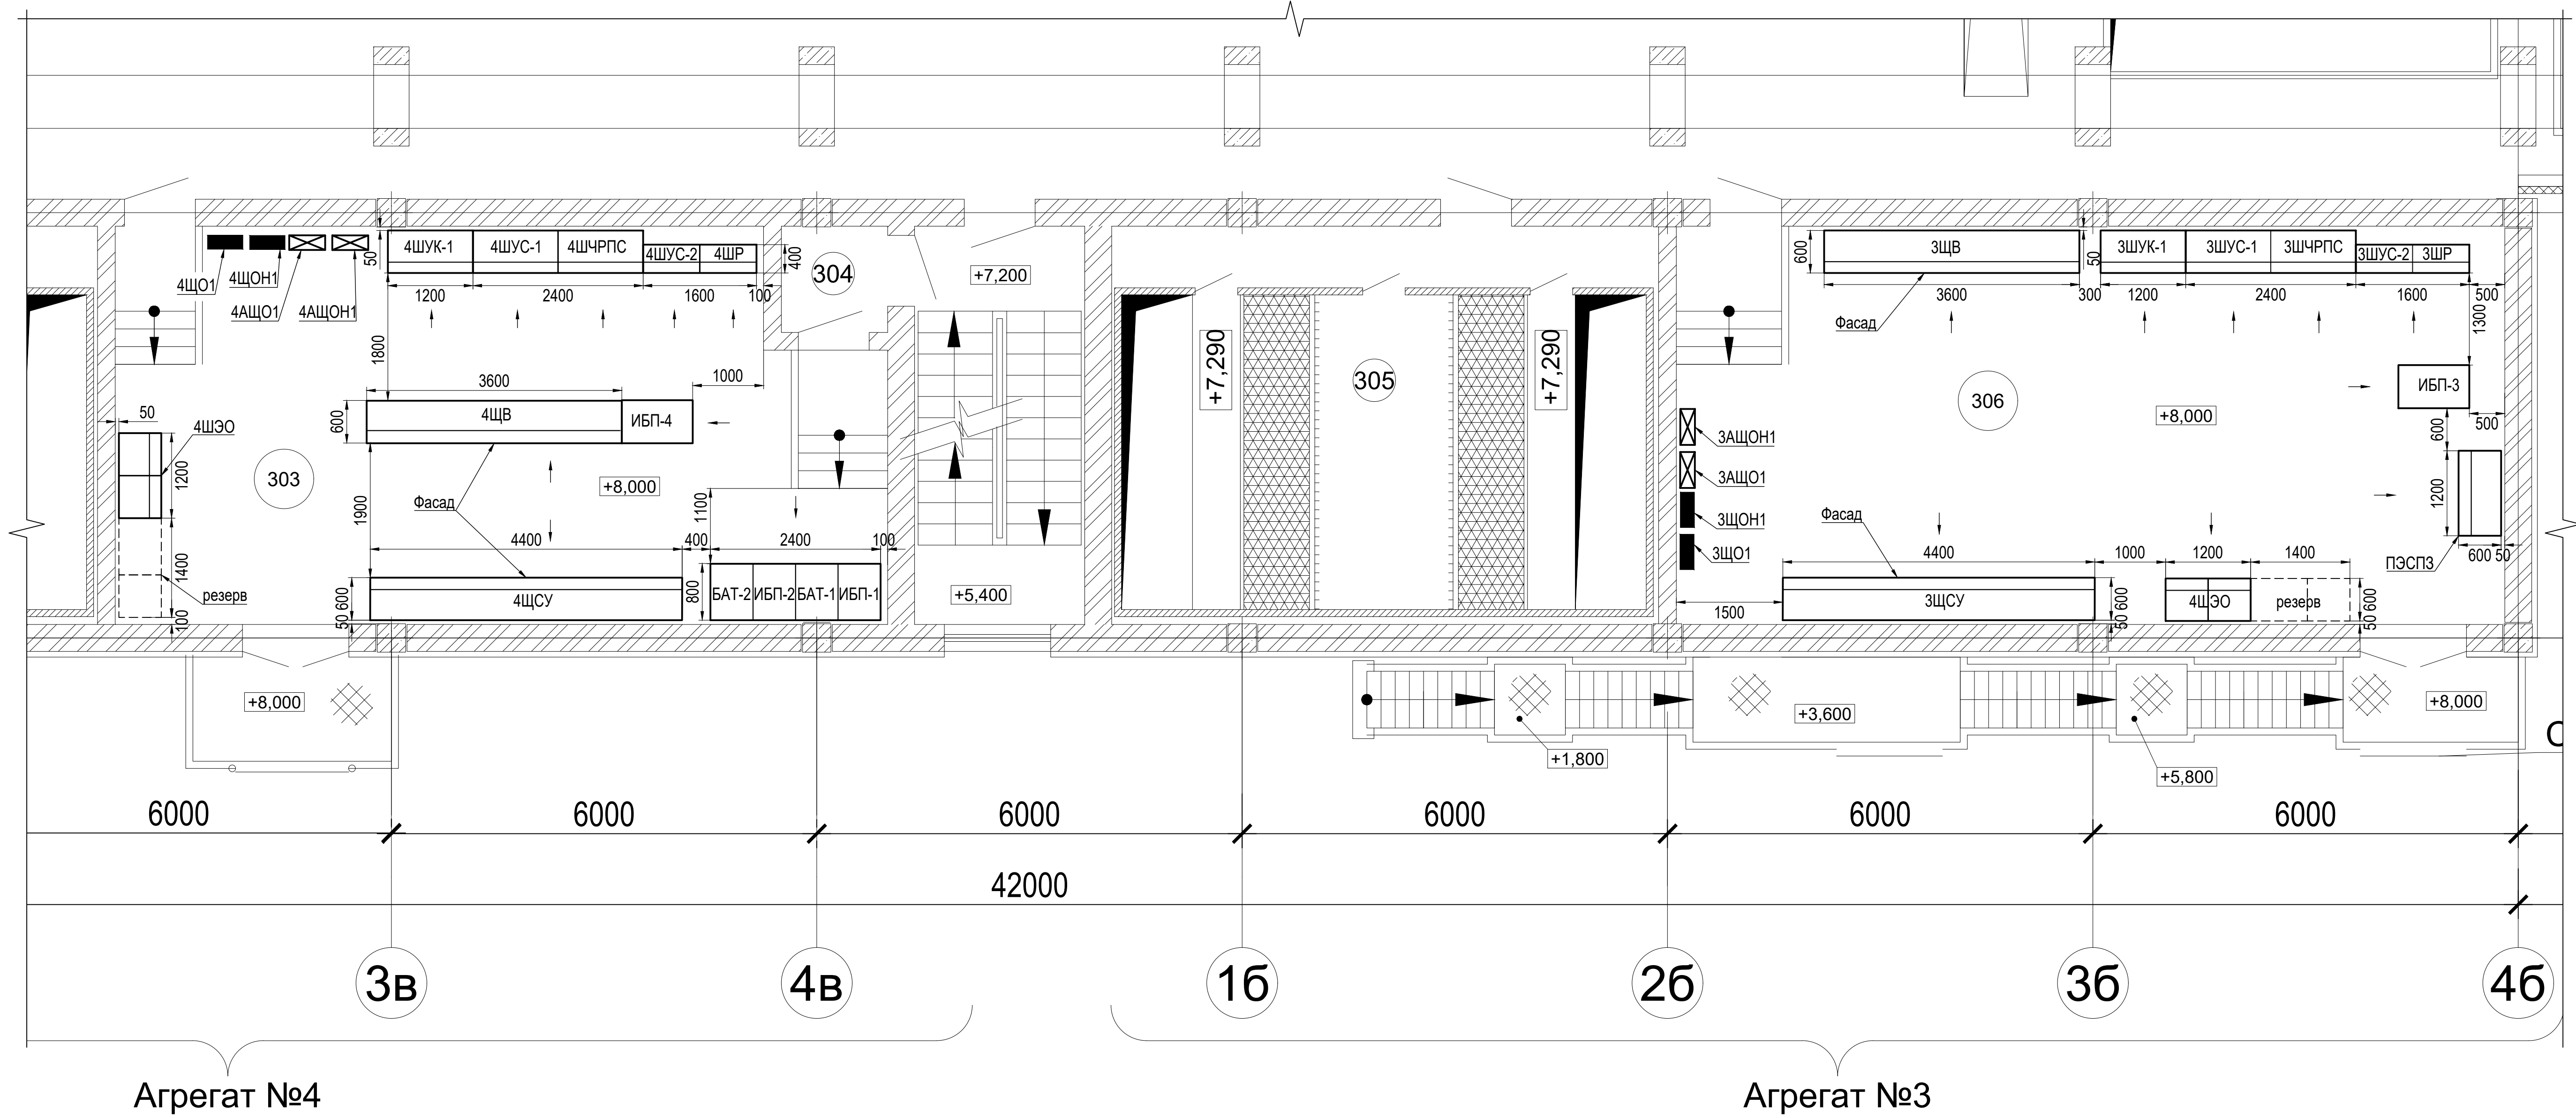 4ШУК-1
4ШУС-1
4ШЧРПС
4ШУС-2
4ШР
50
400
1200
2400
1600
100
4ЩО1
4ЩОН1
4АЩО1
4АЩОН1
304
+7,200
1800
3600
1000
600
4ЩВ
ИБП-4
50
4ШЭО
1200
303
Фасад
+8,000
1900
1100
4400
400
2400
100
1400
резерв
100
50 600
4ЩСУ
800
БАТ-2
ИБП-2
БАТ-1
ИБП-1
+5,400
+8,000
+7,290
305
+7,290
600
3ЩВ
50
3ШУК-1
3ШУС-1
3ШЧРПС
3ШУС-2
3ШР
3600
300
1200
2400
1600
500
Фасад
1300
306
+8,000
ИБП-3
500
600
3АЩОН1
3АЩО1
3ЩОН1
3ЩО1
1200
Фасад
4400
1000
1200
1400
600 50
ПЭСП3
1500
3ЩСУ
50 600
4ШЭО
резерв
50 600
+3,600
+8,000
+1,800
+5,800
С
6000
6000
6000
6000
6000
6000
42000
3в
4в
1б
2б
3б
4б
Агрегат №4
Агрегат №3